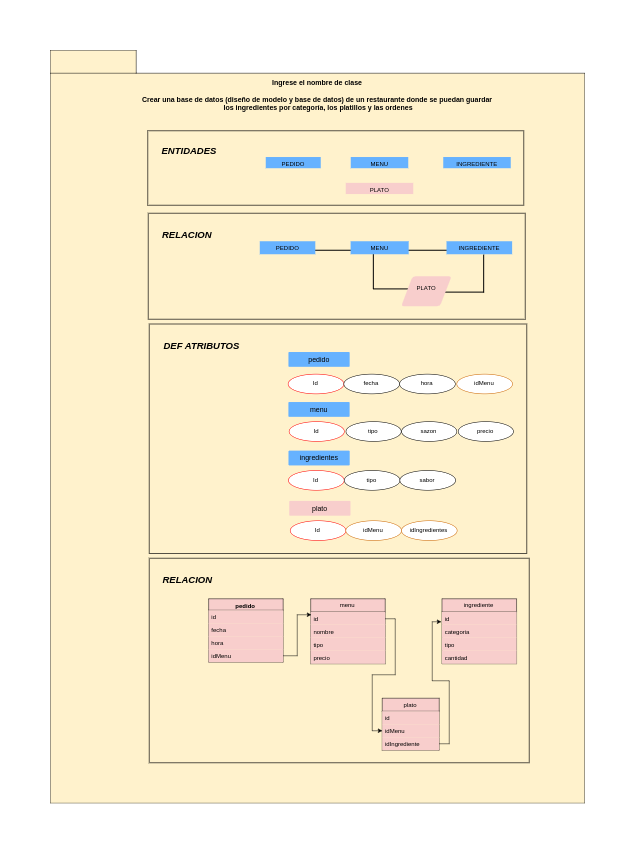 Ingrese el nombre de clase
Crear una base de datos (diseño de modelo y base de datos) de un restaurante donde se puedan guardar
los ingredientes por categoría, los platillos y las ordenes
ENTIDADES
PEDIDO
MENU
INGREDIENTE
PLATO
RELACION
PEDIDO
MENU
INGREDIENTE
PLATO
DEF ATRIBUTOS
pedido
Id
fecha
hora
idMenu
menu
Id
tipo
sazon
precio
ingredientes
Id
tipo
sabor
plato
Id
idMenu
idIngredientes
RELACION
pedido
id
fecha
hora
idMenu
menu
id
nombre
tipo
precio
ingrediente
id
categoria
tipo
cantidad
plato
id
idMenu
idIngrediente